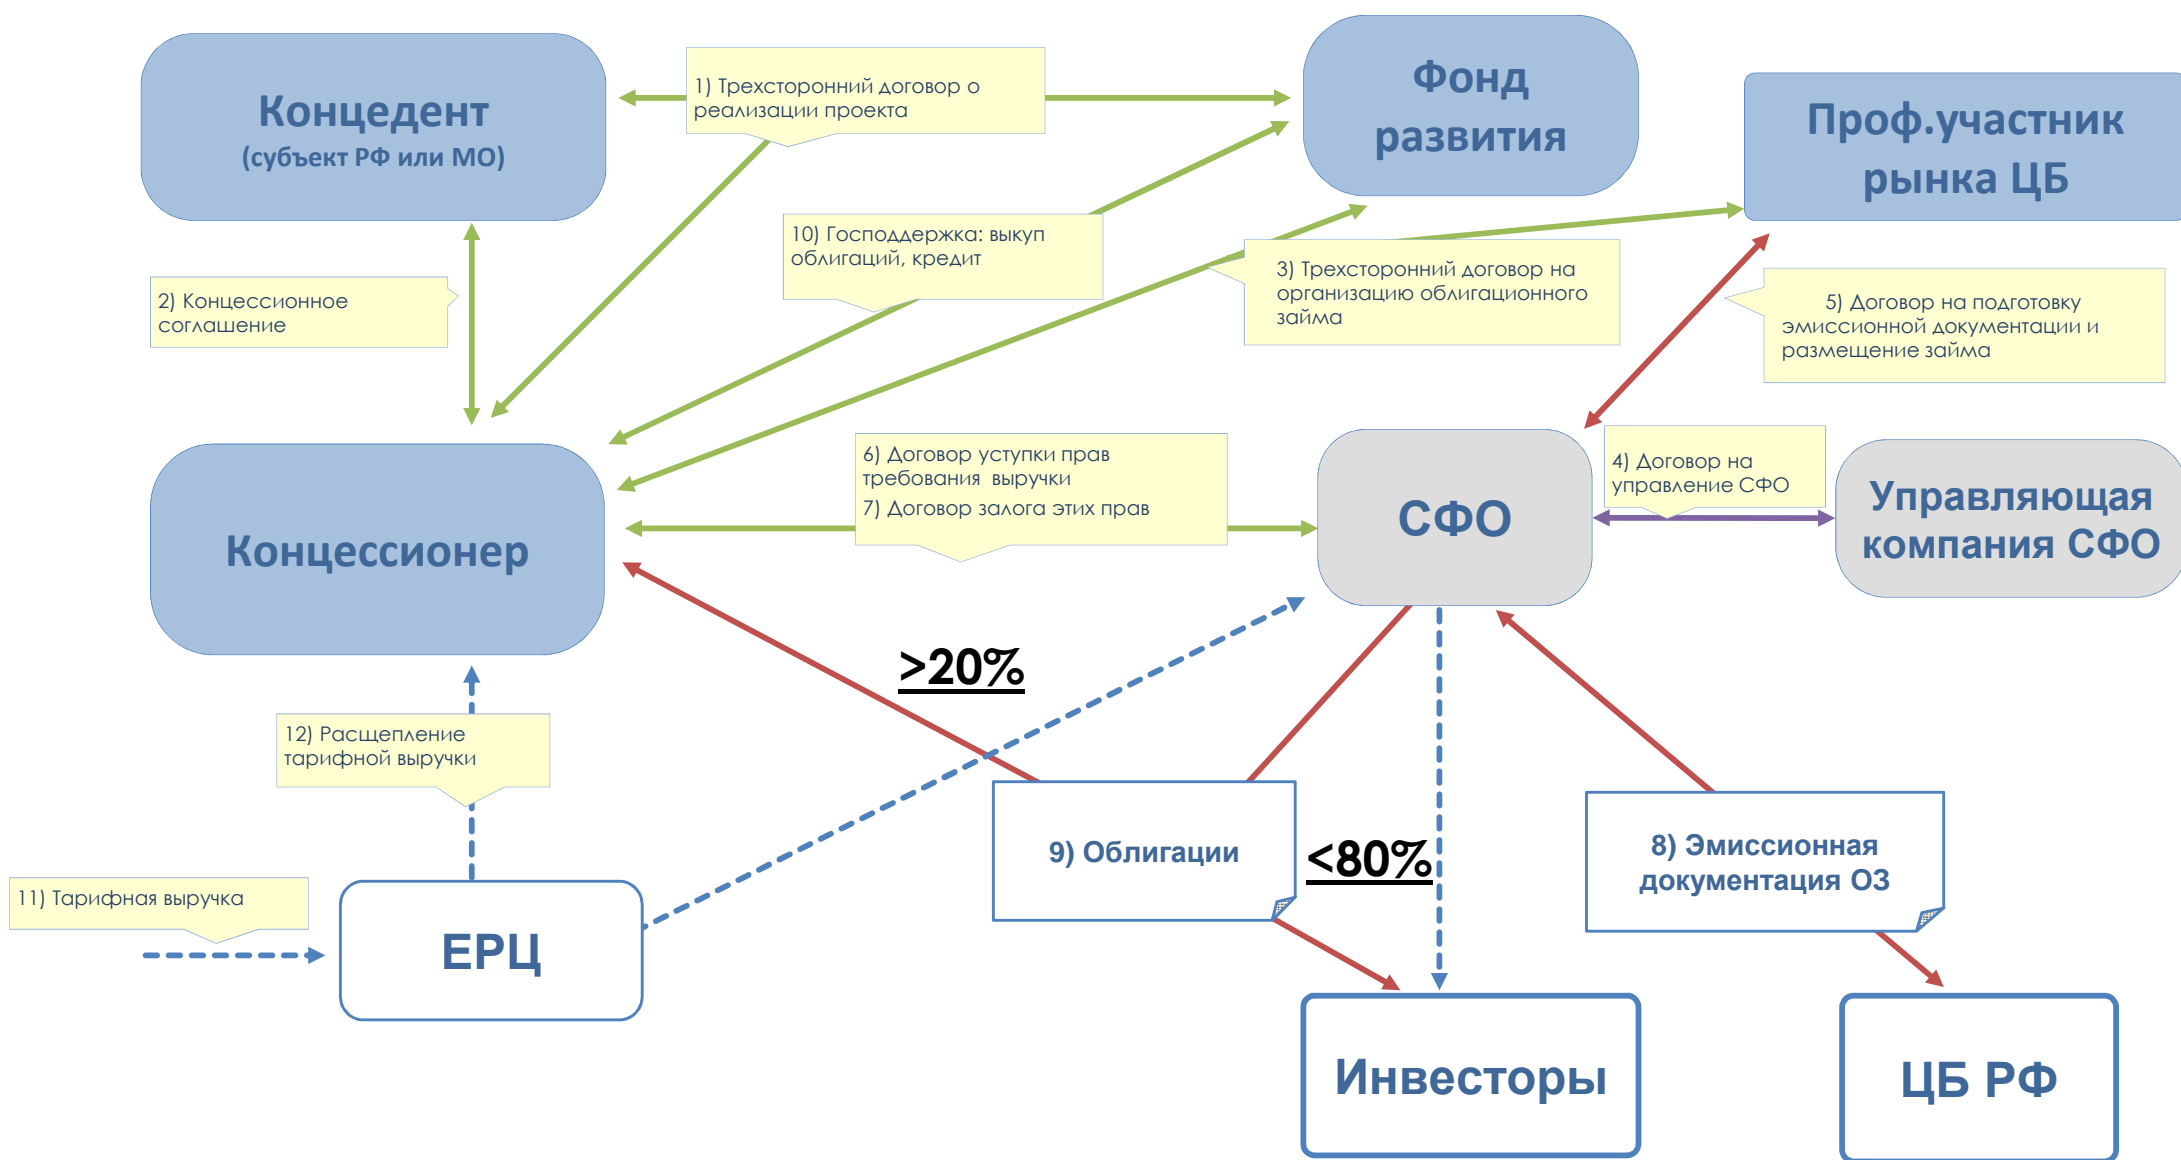 Концедент
(субъект РФ или МО)
1) Трехсторонний договор о
реализации проекта
Фонд
развития
Проф.участник
рынка ЦБ
2) Концессионное
соглашение
10) Господдержка: выкуп
облигаций, кредит
3) Трехсторонний договор на
организацию облигационного
займа
5) Договор на подготовку
эмиссионной документации и
размещение займа
Концессионер
6) Договор уступки прав
требования  выручки
7) Договор залога этих прав
СФО
4) Договор на
управление СФО
Управляющая
компания СФО
>20%
12) Расщепление
тарифной выручки
9) Облигации
<80%
8) Эмиссионная
документация ОЗ
11) Тарифная выручка
ЕРЦ
Инвесторы
ЦБ РФ